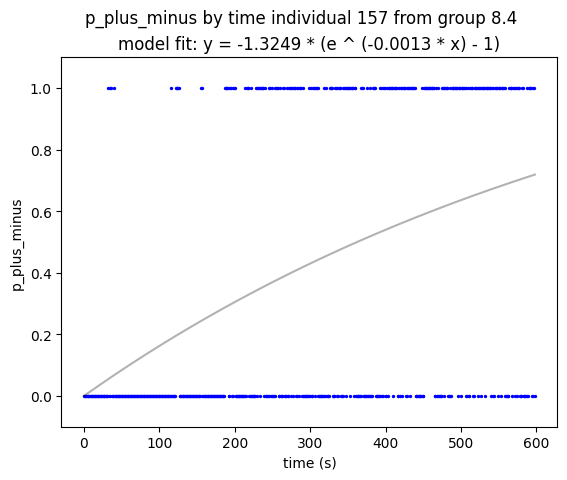 p_plus_minus by time individual 157 from group 8.4
model fit: y = -1.3249 * (e ^ (-0.0013 * x) - 1)
1.0
0.8
0.6
0.4
0.2
0.0
p_plus_minus
0 100 200 300 400 500 600
time (s)